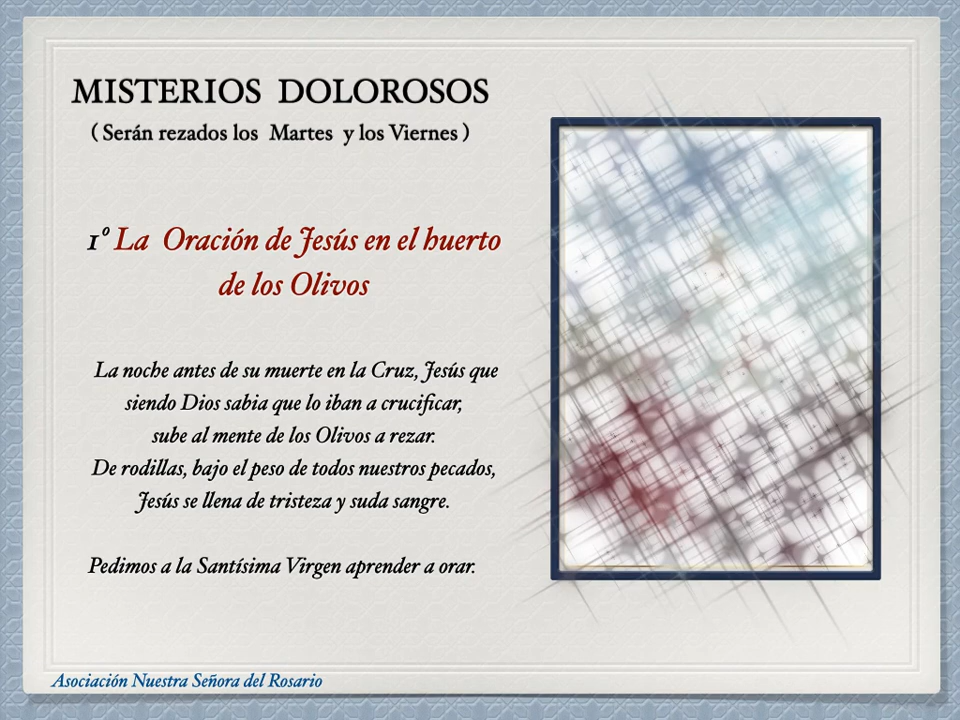 MISTERIOS DOLOROSOS
( Serán rezados los Martes y los Viernes )
1º La Oración de Jesús en el huerto
de los Olivos
La noche antes de su muerte en la Cruz, Jesús que
siendo Dios sabia que lo iban a crucificar,
sube al mente de los Olivos a rezar.
De rodillas, bajo el peso de todos nuestros pecados,
Jesús se llena de tristeza y suda sangre.
Pedimos a la Santísima Virgen aprender a orar.
Asociación Nuestra Señora del Rosario